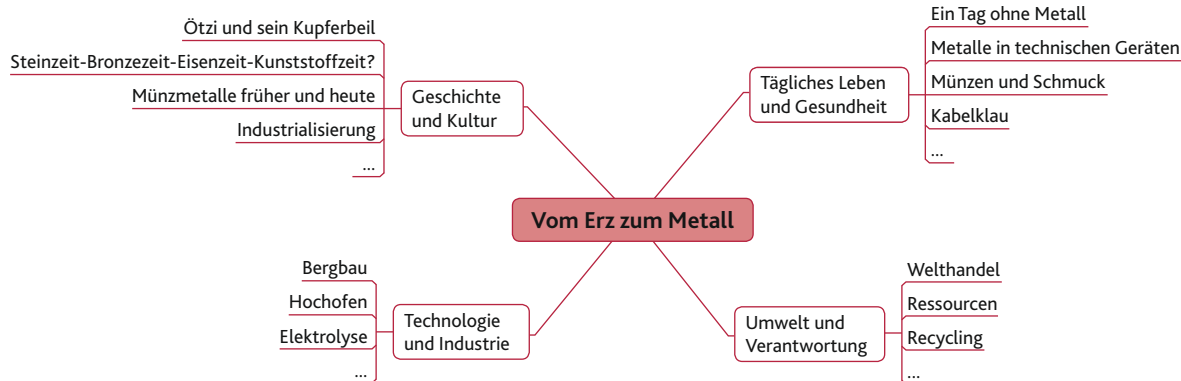 Ötzi und sein Kupferbeil
Steinzeit-Bronzezeit-Eisenzeit-Kunststoffzeit?
Münzmetalle früher und heute
Industrialisierung
...
Geschichte
und Kultur
Ein Tag ohne Metall
Metalle in technischen Geräten
Münzen und Schmuck
Kabelklau
...
Tägliches Leben
und Gesundheit
Vom Erz zum Metall
Bergbau
Hochofen
Elektrolyse
...
Technologie
und Industrie
Welthandel
Ressourcen
Recycling
...
Umwelt und
Verantwortung